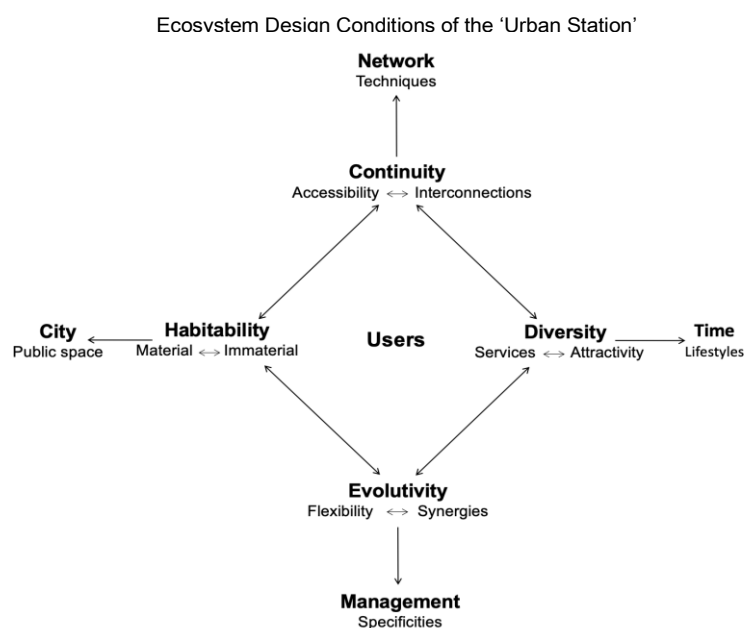 Ecosystem Design Conditions of the ‘Urban Station’
Network
Techniques
Continuity
Accessibility ↔ Interconnections
City
Public space
Habitability
Material ↔ Immaterial
Users
Diversity
Services ↔ Attractivity
Time
Lifestyles
Evolutivity
Flexibility ↔ Synergies
Management
Specificities